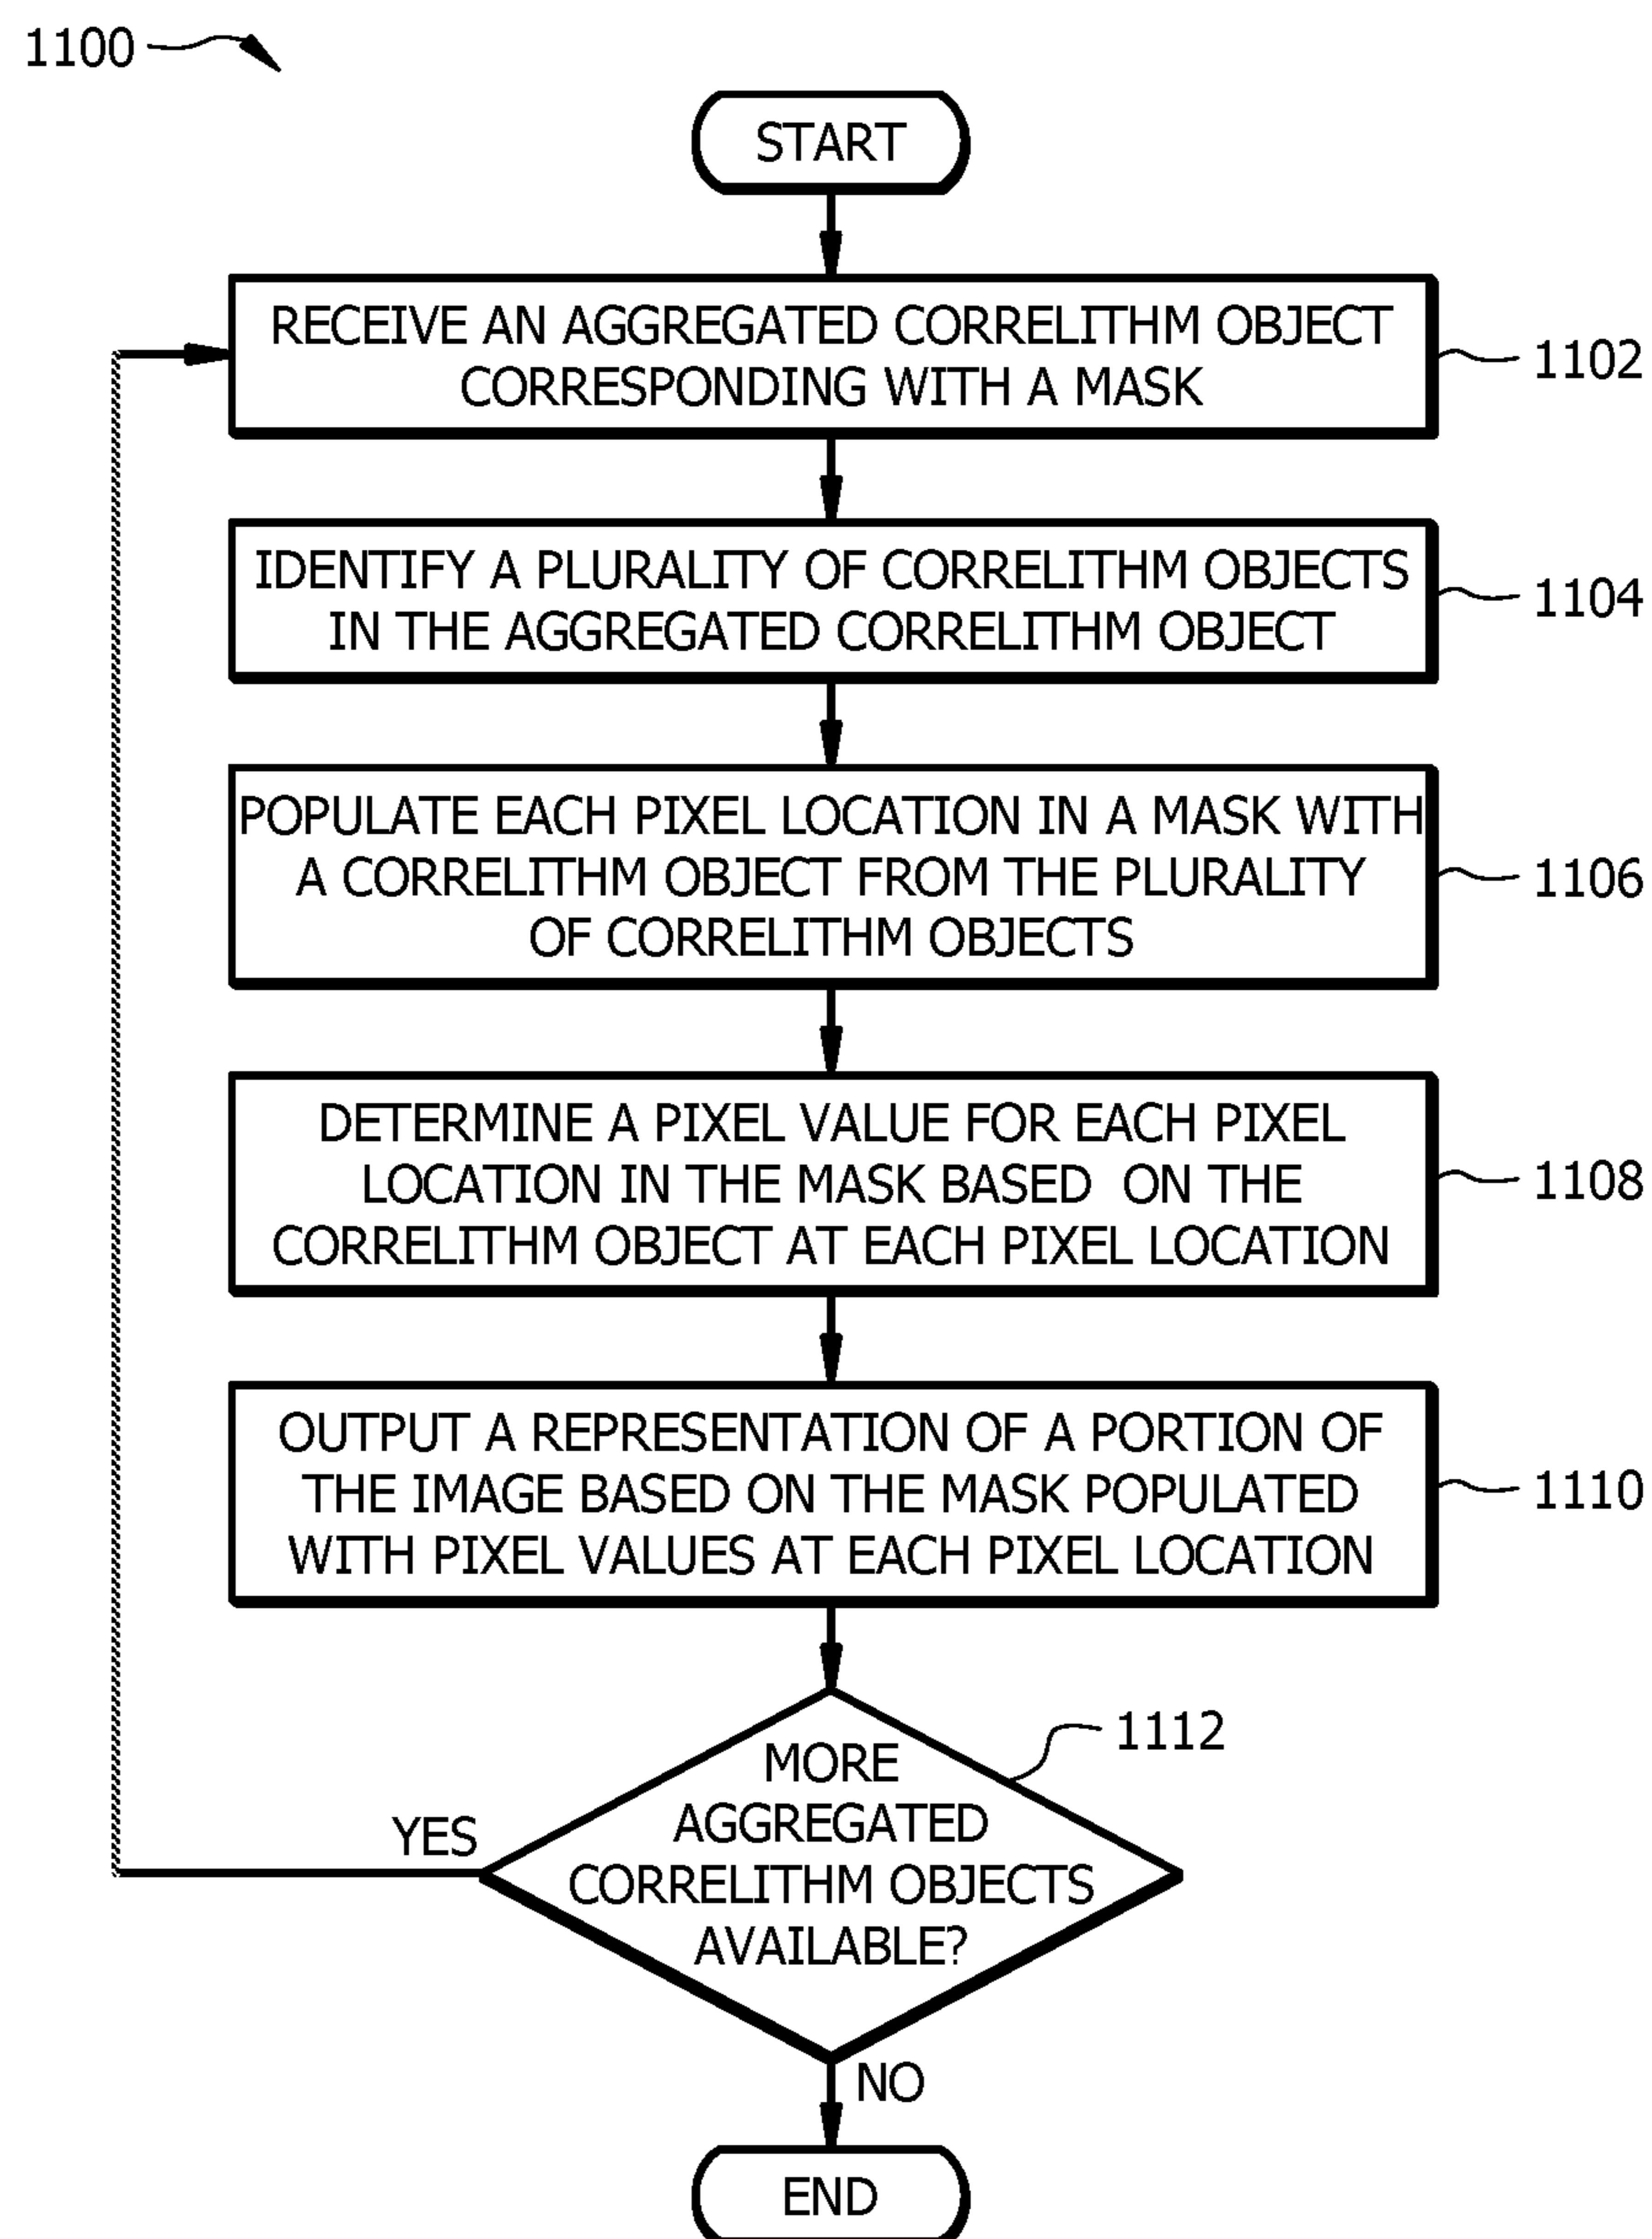 1100
START
RECEIVE AN AGGREGATED CORRELITHM OBJECT
CORRESPONDING WITH A MASK
1102
IDENTIFY A PLURALITY OF CORRELITHM OBJECTS
IN THE AGGREGATED CORRELITHM OBJECT
1104
POPULATE EACH PIXEL LOCATION IN A MASK WITH
A CORRELITHM OBJECT FROM THE PLURALITY
OF CORRELITHM OBJECTS
1106
DETERMINE A PIXEL VALUE FOR EACH PIXEL
LOCATION IN THE MASK BASED ON THE
CORRELITHM OBJECT AT EACH PIXEL LOCATION
1108
OUTPUT A REPRESENTATION OF A PORTION OF
THE IMAGE BASED ON THE MASK POPULATED
WITH PIXEL VALUES AT EACH PIXEL LOCATION
1110
MORE
AGGREGATED
CORRELITHM OBJECTS
AVAILABLE?
1112
YES
NO
END